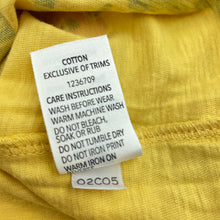 COTTON
EXCLUSIVE OF TRIMS
1236709
CARE INSTRUCTIONS
WASH BEFORE WEAR
WARM MACHINE WASH
DO NOT BLEACH,
SOAK OR RUB
DO NOT TUMBLE DRY
DO NOT IRON PRINT
WARM IRON ON
02C05